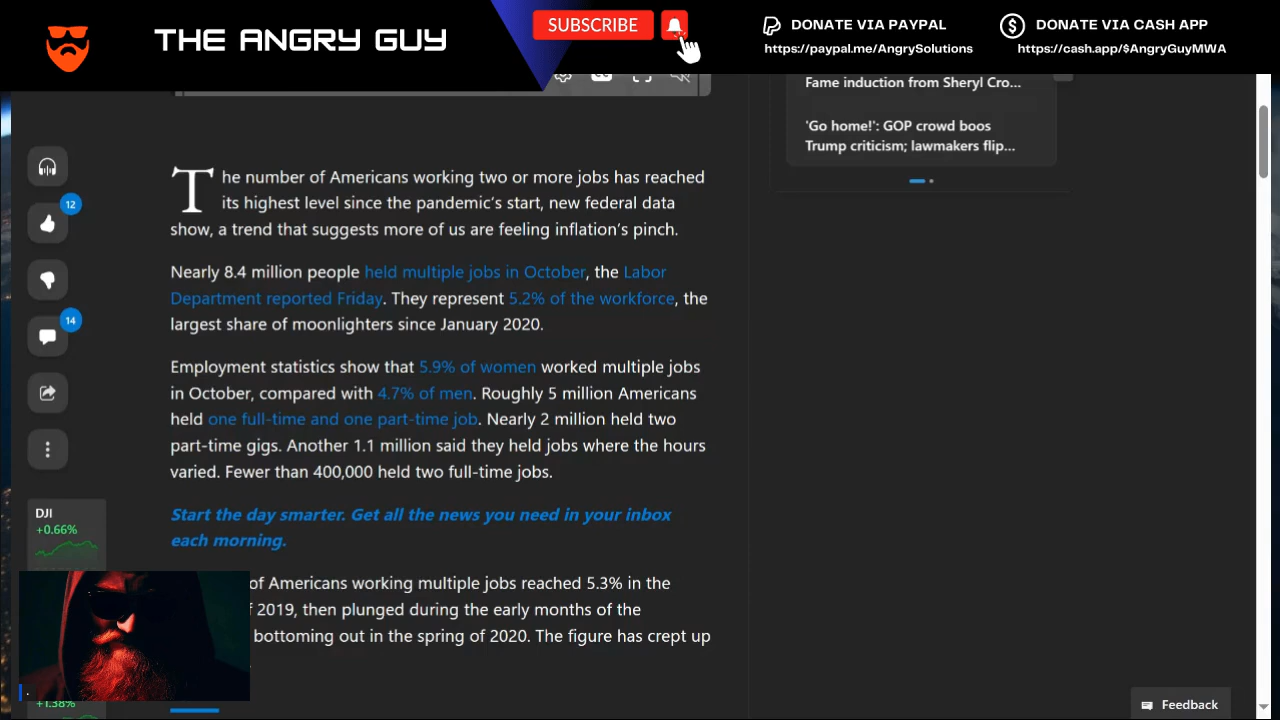 THE ANGRY GUY
SUBSCRIBE
DONATE VIA PAYPAL
https://paypal.me/AngrySolutions
DONATE VIA CASH APP
https://cash.app/$AngryGuyMWA
Fame induction from Sheryl Cro...
'Go home!': GOP crowd boos
Trump criticism; lawmakers flip...
The number of Americans working two or more jobs has reached
its highest level since the pandemic's start, new federal data
show, a trend that suggests more of us are feeling inflation's pinch.
Nearly 8.4 million people held multiple jobs in October, the Labor
Department reported Friday. They represent 5.2% of the workforce, the
largest share of moonlighters since January 2020.
Employment statistics show that 5.9% of women worked multiple jobs
in October, compared with 4.7% of men. Roughly 5 million Americans
held one full-time and one part-time job. Nearly 2 million held two
part-time gigs. Another 1.1 million said they held jobs where the hours
varied. Fewer than 400,000 held two full-time jobs.
Start the day smarter. Get all the news you need in your inbox
each morning.
of Americans working multiple jobs reached 5.3% in the
f 2019, then plunged during the early months of the
bottoming out in the spring of 2020. The figure has crept up
12
14
DJI
+0.66%
+1.38%
Feedback